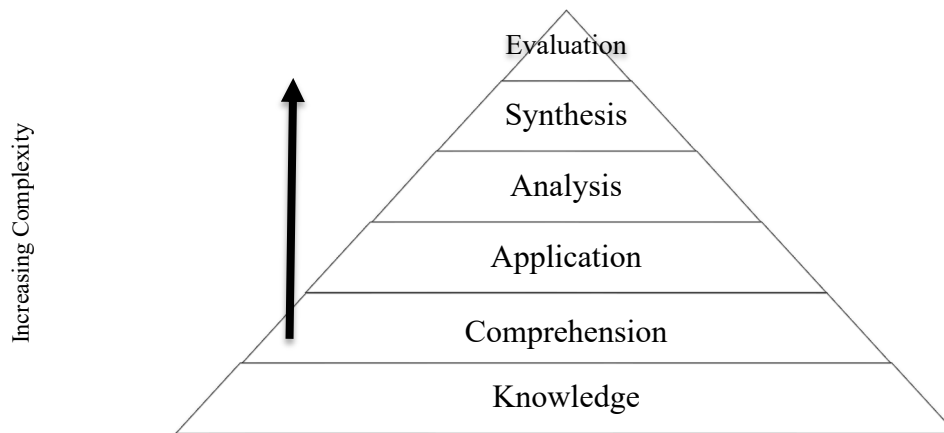 Evaluation
Synthesis
Analysis
Application
Comprehension
Knowledge
Increasing Complexity